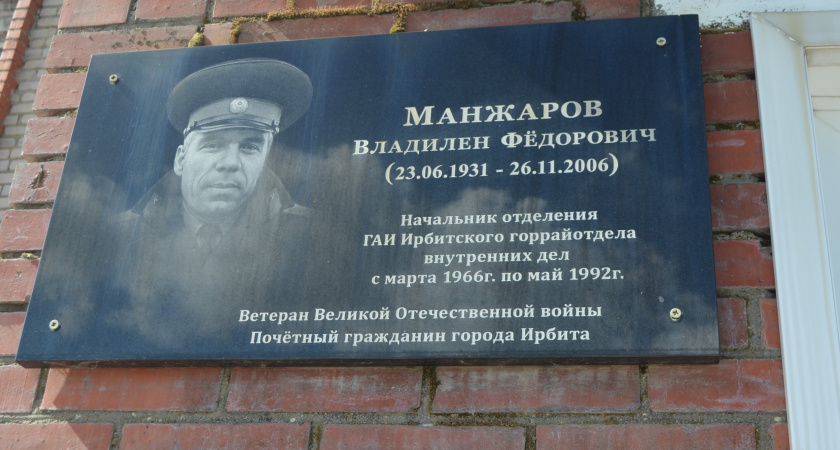 Манжаров
Владилен Фёдорович
(23.06.1931 - 26.11.2006)
Начальник отделения
ГАИ Ирбитского горрайотдела
внутренних дел
с марта 1966г. по май 1992г.
Ветеран Великой Отечественной войны
Почётный гражданин города Ирбита